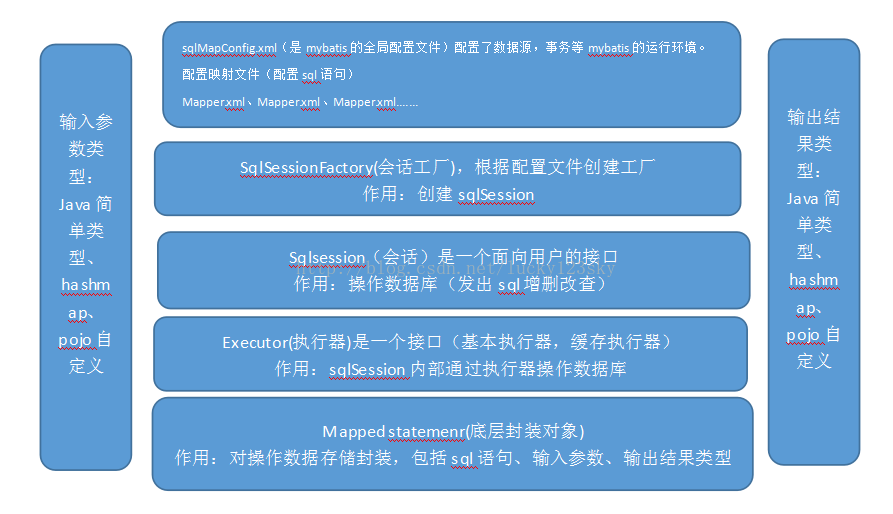 输入参
数类
型：
Java 简
单类
型、
hashm
ap、
pojo 自
定义
sqlMapConfig.xml（是 mybatis 的全局配置文件）配置了数据源，事务等 mybatis 的运行环境。
配置映射文件（配置 sql 语句）
Mapper.xml、Mapper.xml、Mapper.xml.......
SqlSessionFactory(会话工厂)，根据配置文件创建工厂
作用：创建 sqlSession
Sqlsession（会话）是一个面向用户的接口
http://blog.csdn.net/lucky123sky
作用：操作数据库（发出 sql 增删改查）
Executor(执行器)是一个接口（基本执行器，缓存执行器）
作用：sqlSession 内部通过执行器操作数据库
Mapped statemenr(底层封装对象)
作用：对操作数据存储封装，包括 sql 语句、输入参数、输出结果类型
输出结
果类
型：
Java 简
单类型、
hashm
ap、
pojo 自
定义